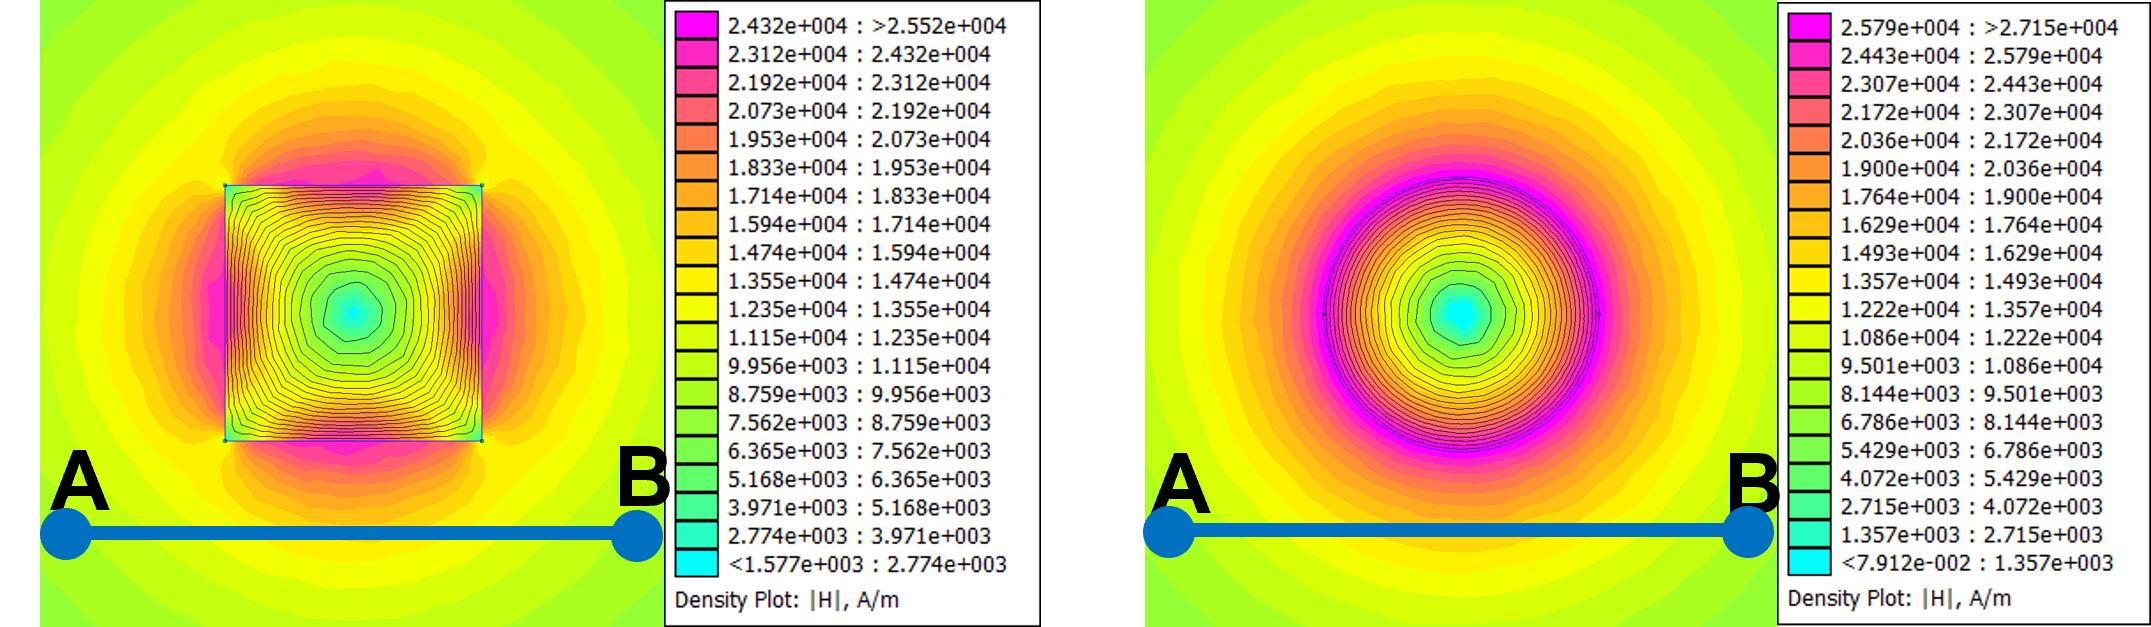 2.432e+004 : >2.552e+004
2.312e+004 : 2.432e+004
2.192e+004 : 2.312e+004
2.073e+004 : 2.192e+004
1.953e+004 : 2.073e+004
1.833e+004 : 1.953e+004
1.714e+004 : 1.833e+004
1.594e+004 : 1.714e+004
1.474e+004 : 1.594e+004
1.355e+004 : 1.474e+004
1.235e+004 : 1.355e+004
1.115e+004 : 1.235e+004
9.956e+003 : 1.115e+004
8.759e+003 : 9.956e+003
7.562e+003 : 8.759e+003
6.365e+003 : 7.562e+003
5.168e+003 : 6.365e+003
3.971e+003 : 5.168e+003
2.774e+003 : 3.971e+003
<1.577e+003 : 2.774e+003
Density Plot: |H|, A/m
A B
2.579e+004 : >2.715e+004
2.443e+004 : 2.579e+004
2.307e+004 : 2.443e+004
2.172e+004 : 2.307e+004
2.036e+004 : 2.172e+004
1.900e+004 : 2.036e+004
1.764e+004 : 1.900e+004
1.629e+004 : 1.764e+004
1.493e+004 : 1.629e+004
1.357e+004 : 1.493e+004
1.222e+004 : 1.357e+004
1.086e+004 : 1.222e+004
9.501e+003 : 1.086e+004
8.144e+003 : 9.501e+003
6.786e+003 : 8.144e+003
5.429e+003 : 6.786e+003
4.072e+003 : 5.429e+003
2.715e+003 : 4.072e+003
1.357e+003 : 2.715e+003
<7.912e-002 : 1.357e+003
Density Plot: |H|, A/m
A B